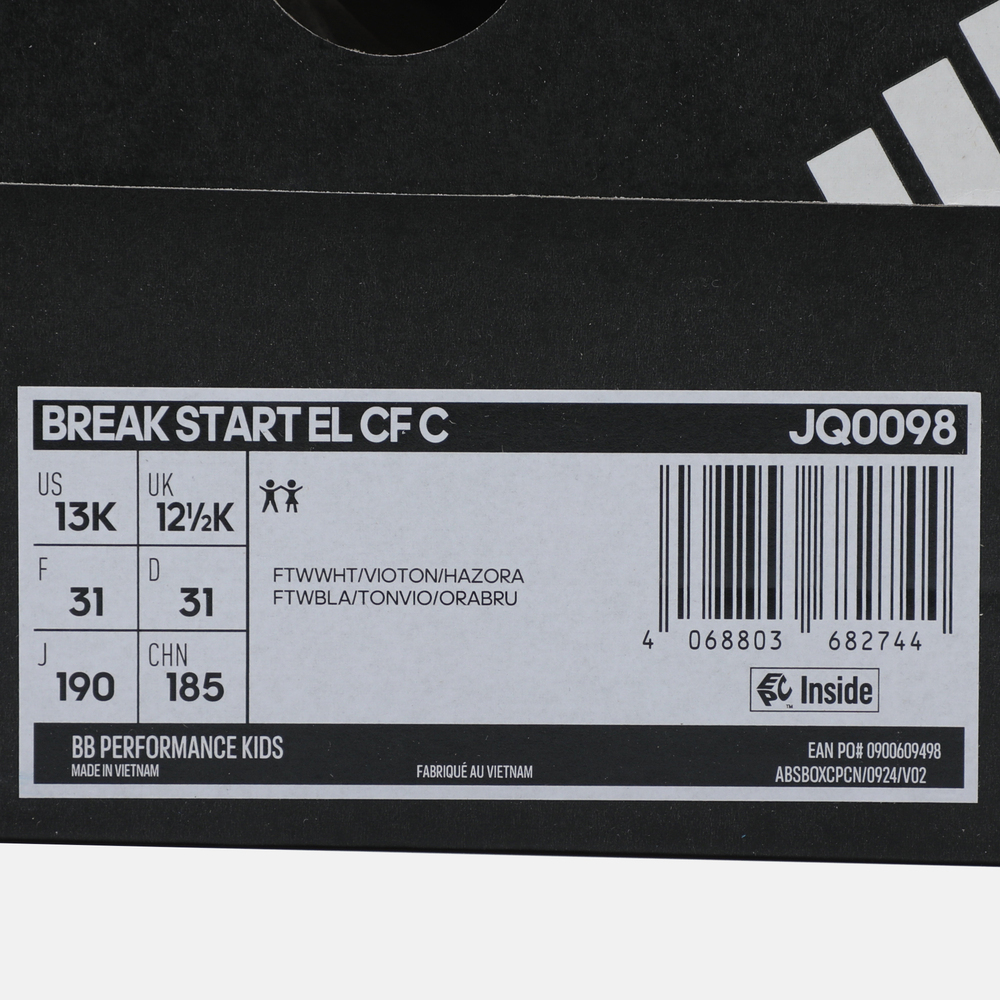 BREAK START EL CF C JQ0098
US UK
13K 12½K
F D
31 31
J CHN
190 185
FTWWHT/VIOTON/HAZORA
FTWBLA/TONVIO/ORABRU
4 068803 682744
EPC Inside
™
BB PERFORMANCE KIDS
MADE IN VIETNAM
FABRIQUÉ AU VIETNAM
EAN PO# 0900609498
ABSBOXCPCN/0924/V02